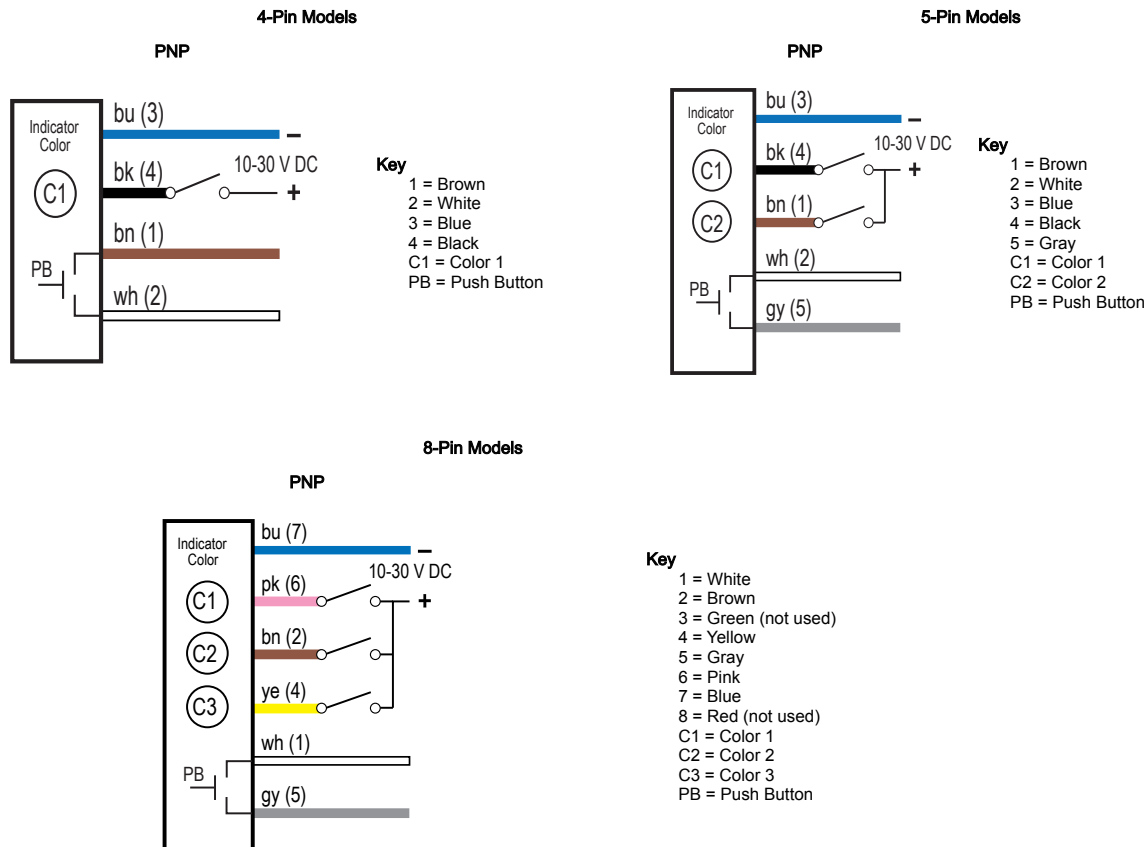 4-Pin Models
PNP
Indicator
Color
C1
PB
bu (3)
bk (4)
bn (1)
wh (2)
–
10-30 V DC
+
Key
1 = Brown
2 = White
3 = Blue
4 = Black
C1 = Color 1
PB = Push Button
5-Pin Models
PNP
Indicator
Color
C1
C2
PB
bu (3)
bk (4)
bn (1)
wh (2)
gy (5)
–
10-30 V DC
+
Key
1 = Brown
2 = White
3 = Blue
4 = Black
5 = Gray
C1 = Color 1
C2 = Color 2
PB = Push Button
8-Pin Models
PNP
Indicator
Color
C1
C2
C3
PB
bu (7)
pk (6)
bn (2)
ye (4)
wh (1)
gy (5)
–
10-30 V DC
+
Key
1 = White
2 = Brown
3 = Green (not used)
4 = Yellow
5 = Gray
6 = Pink
7 = Blue
8 = Red (not used)
C1 = Color 1
C2 = Color 2
C3 = Color 3
PB = Push Button